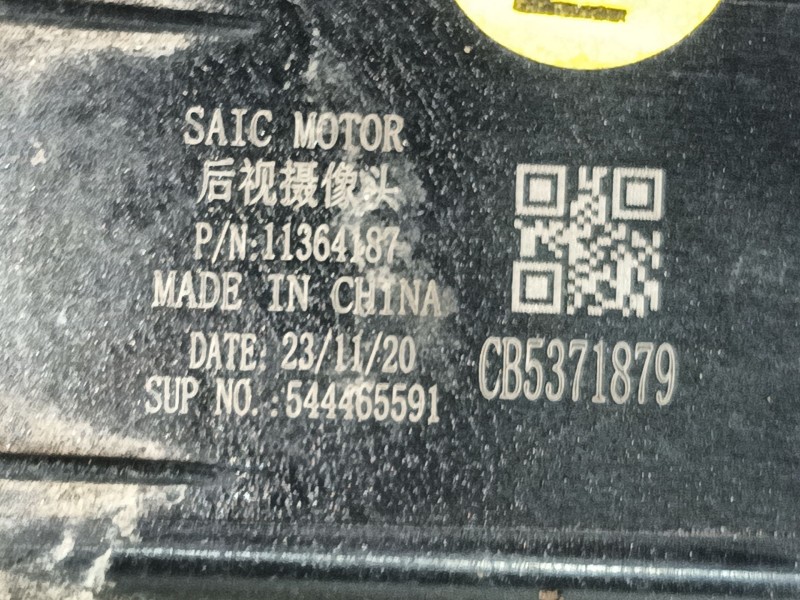 SAIC MOTOR
后视摄像头
P/N:11364187
MADE IN CHINA
DATE: 23/11/20
SUP NO.:544465591
CB5371879